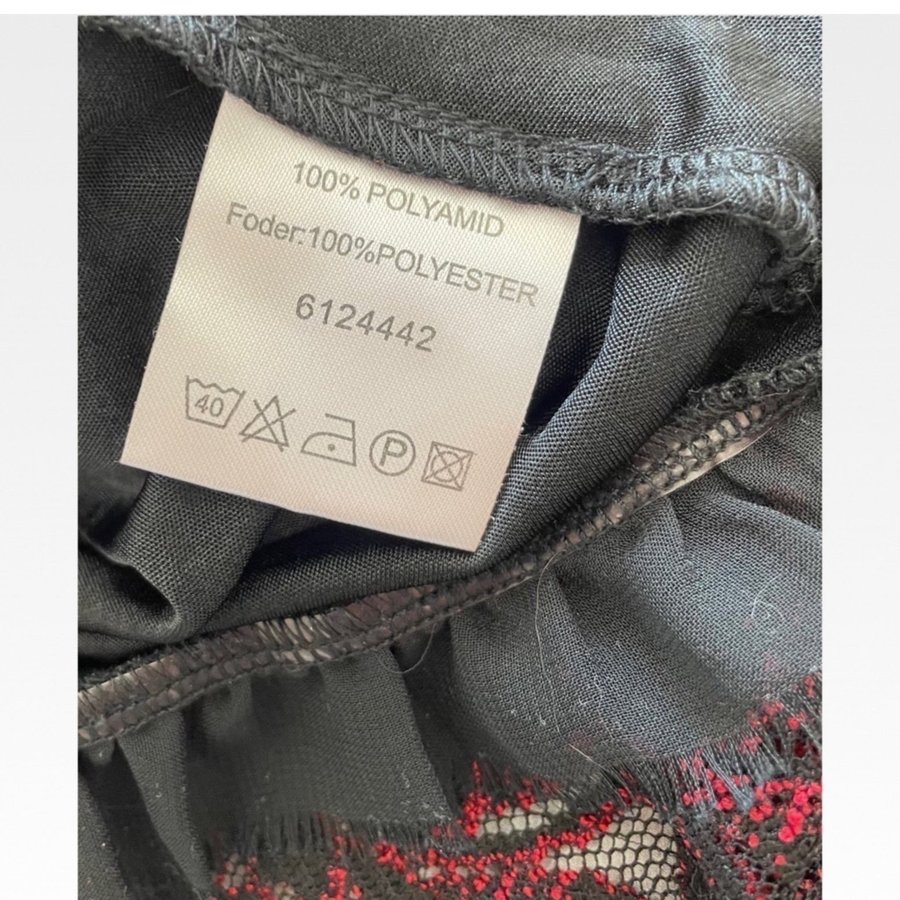 100% POLYAMID
Foder:100%POLYESTER
6124442
40 P